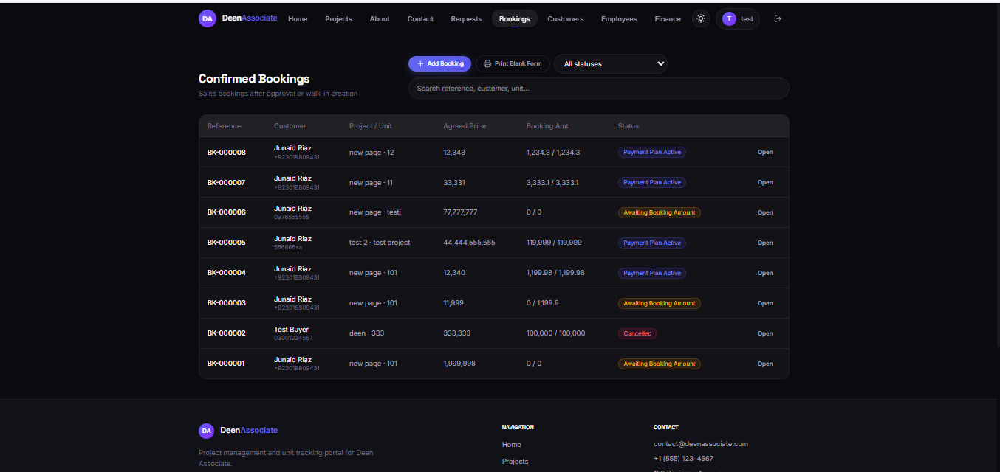 DA DeenAssociate Home Projects About Contact Requests Bookings Customers Employees Finance T test
+ Add Booking Print Blank Form All statuses
Confirmed Bookings
Sales bookings after approval or walk-in creation
Search reference, customer, unit...
Reference Customer Project / Unit Agreed Price Booking Amt Status
BK-000008 Junaid Riaz new page · 12 12,343 1,234.3 / 1,234.3 Payment Plan Active Open
+923018809431
BK-000007 Junaid Riaz new page · 11 33,331 3,333.1 / 3,333.1 Payment Plan Active Open
+923018809431
BK-000006 Junaid Riaz new page · testi 77,777,777 0 / 0 Awaiting Booking Amount Open
0976555555
BK-000005 Junaid Riaz test 2 · test project 44,444,555,555 119,999 / 119,999 Payment Plan Active Open
556666sa
BK-000004 Junaid Riaz new page · 101 12,340 1,199.98 / 1,199.98 Payment Plan Active Open
+923018809431
BK-000003 Junaid Riaz new page · 101 11,999 0 / 1,199.9 Awaiting Booking Amount Open
+923018809431
BK-000002 Test Buyer deen · 333 333,333 100,000 / 100,000 Cancelled Open
03001234567
BK-000001 Junaid Riaz new page · 101 1,999,998 0 / 0 Awaiting Booking Amount Open
+923018809431
DA DeenAssociate
Project management and unit tracking portal for Deen
Associate.
NAVIGATION
Home
Projects
CONTACT
contact@deenassociate.com
+1 (555) 123-4567